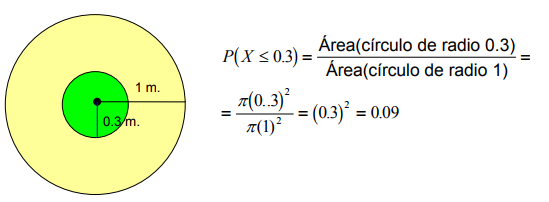 1 m.
0.3 m.
P(X ≤ 0.3) = Área(círculo de radio 0.3) / Área(círculo de radio 1) =
= π(0..3)² / π(1)² = (0.3)² = 0.09